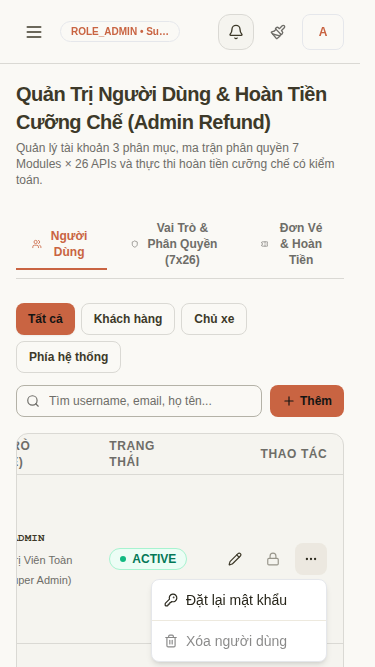 ROLE_ADMIN • Su…
A
Quản Trị Người Dùng & Hoàn Tiền
Cưỡng Chế (Admin Refund)
Quản lý tài khoản 3 phân mục, ma trận phân quyền 7
Modules × 26 APIs và thực thi hoàn tiền cưỡng chế có kiểm
toán.
Người
Dùng
Vai Trò &
Phân Quyền
(7x26)
Đơn Vé
& Hoàn
Tiền
Tất cả
Khách hàng
Chủ xe
Phía hệ thống
Tìm username, email, họ tên...
Thêm
TRẠNG
THÁI
THAO TÁC
ACTIVE
Viên Toàn
Admin)
Đặt lại mật khẩu
Xóa người dùng